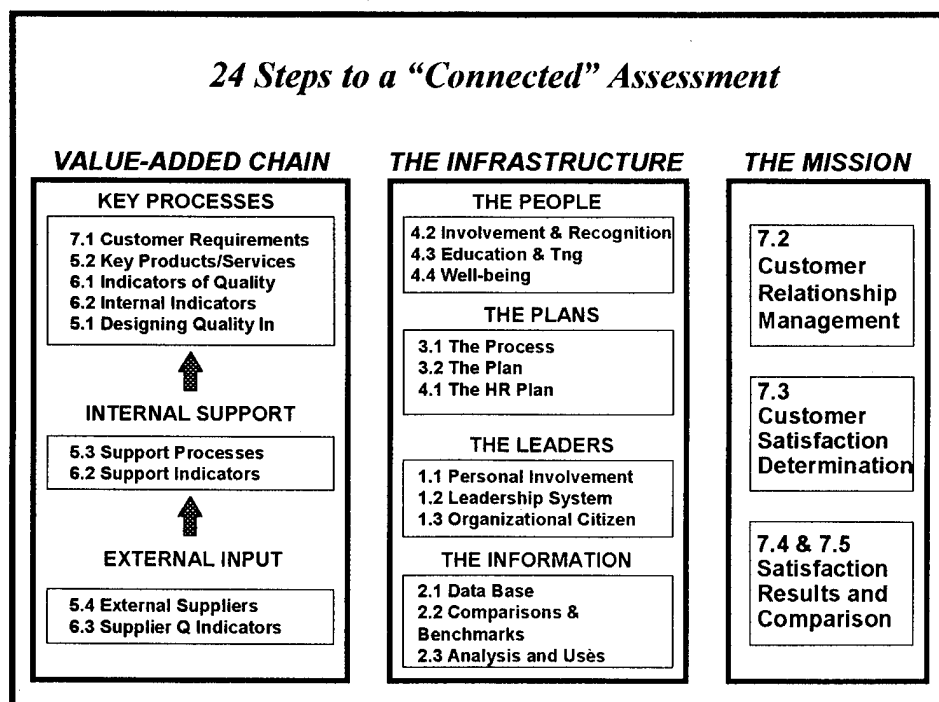 24 Steps to a “Connected” Assessment
VALUE-ADDED CHAIN
KEY PROCESSES
7.1 Customer Requirements
5.2 Key Products/Services
6.1 Indicators of Quality
6.2 Internal Indicators
5.1 Designing Quality In
INTERNAL SUPPORT
5.3 Support Processes
6.2 Support Indicators
EXTERNAL INPUT
5.4 External Suppliers
6.3 Supplier Q Indicators
THE INFRASTRUCTURE
THE PEOPLE
4.2 Involvement & Recognition
4.3 Education & Tng
4.4 Well-being
THE PLANS
3.1 The Process
3.2 The Plan
4.1 The HR Plan
THE LEADERS
1.1 Personal Involvement
1.2 Leadership System
1.3 Organizational Citizen
THE INFORMATION
2.1 Data Base
2.2 Comparisons &
Benchmarks
2.3 Analysis and Uses
THE MISSION
7.2
Customer
Relationship
Management
7.3
Customer
Satisfaction
Determination
7.4 & 7.5
Satisfaction
Results and
Comparison